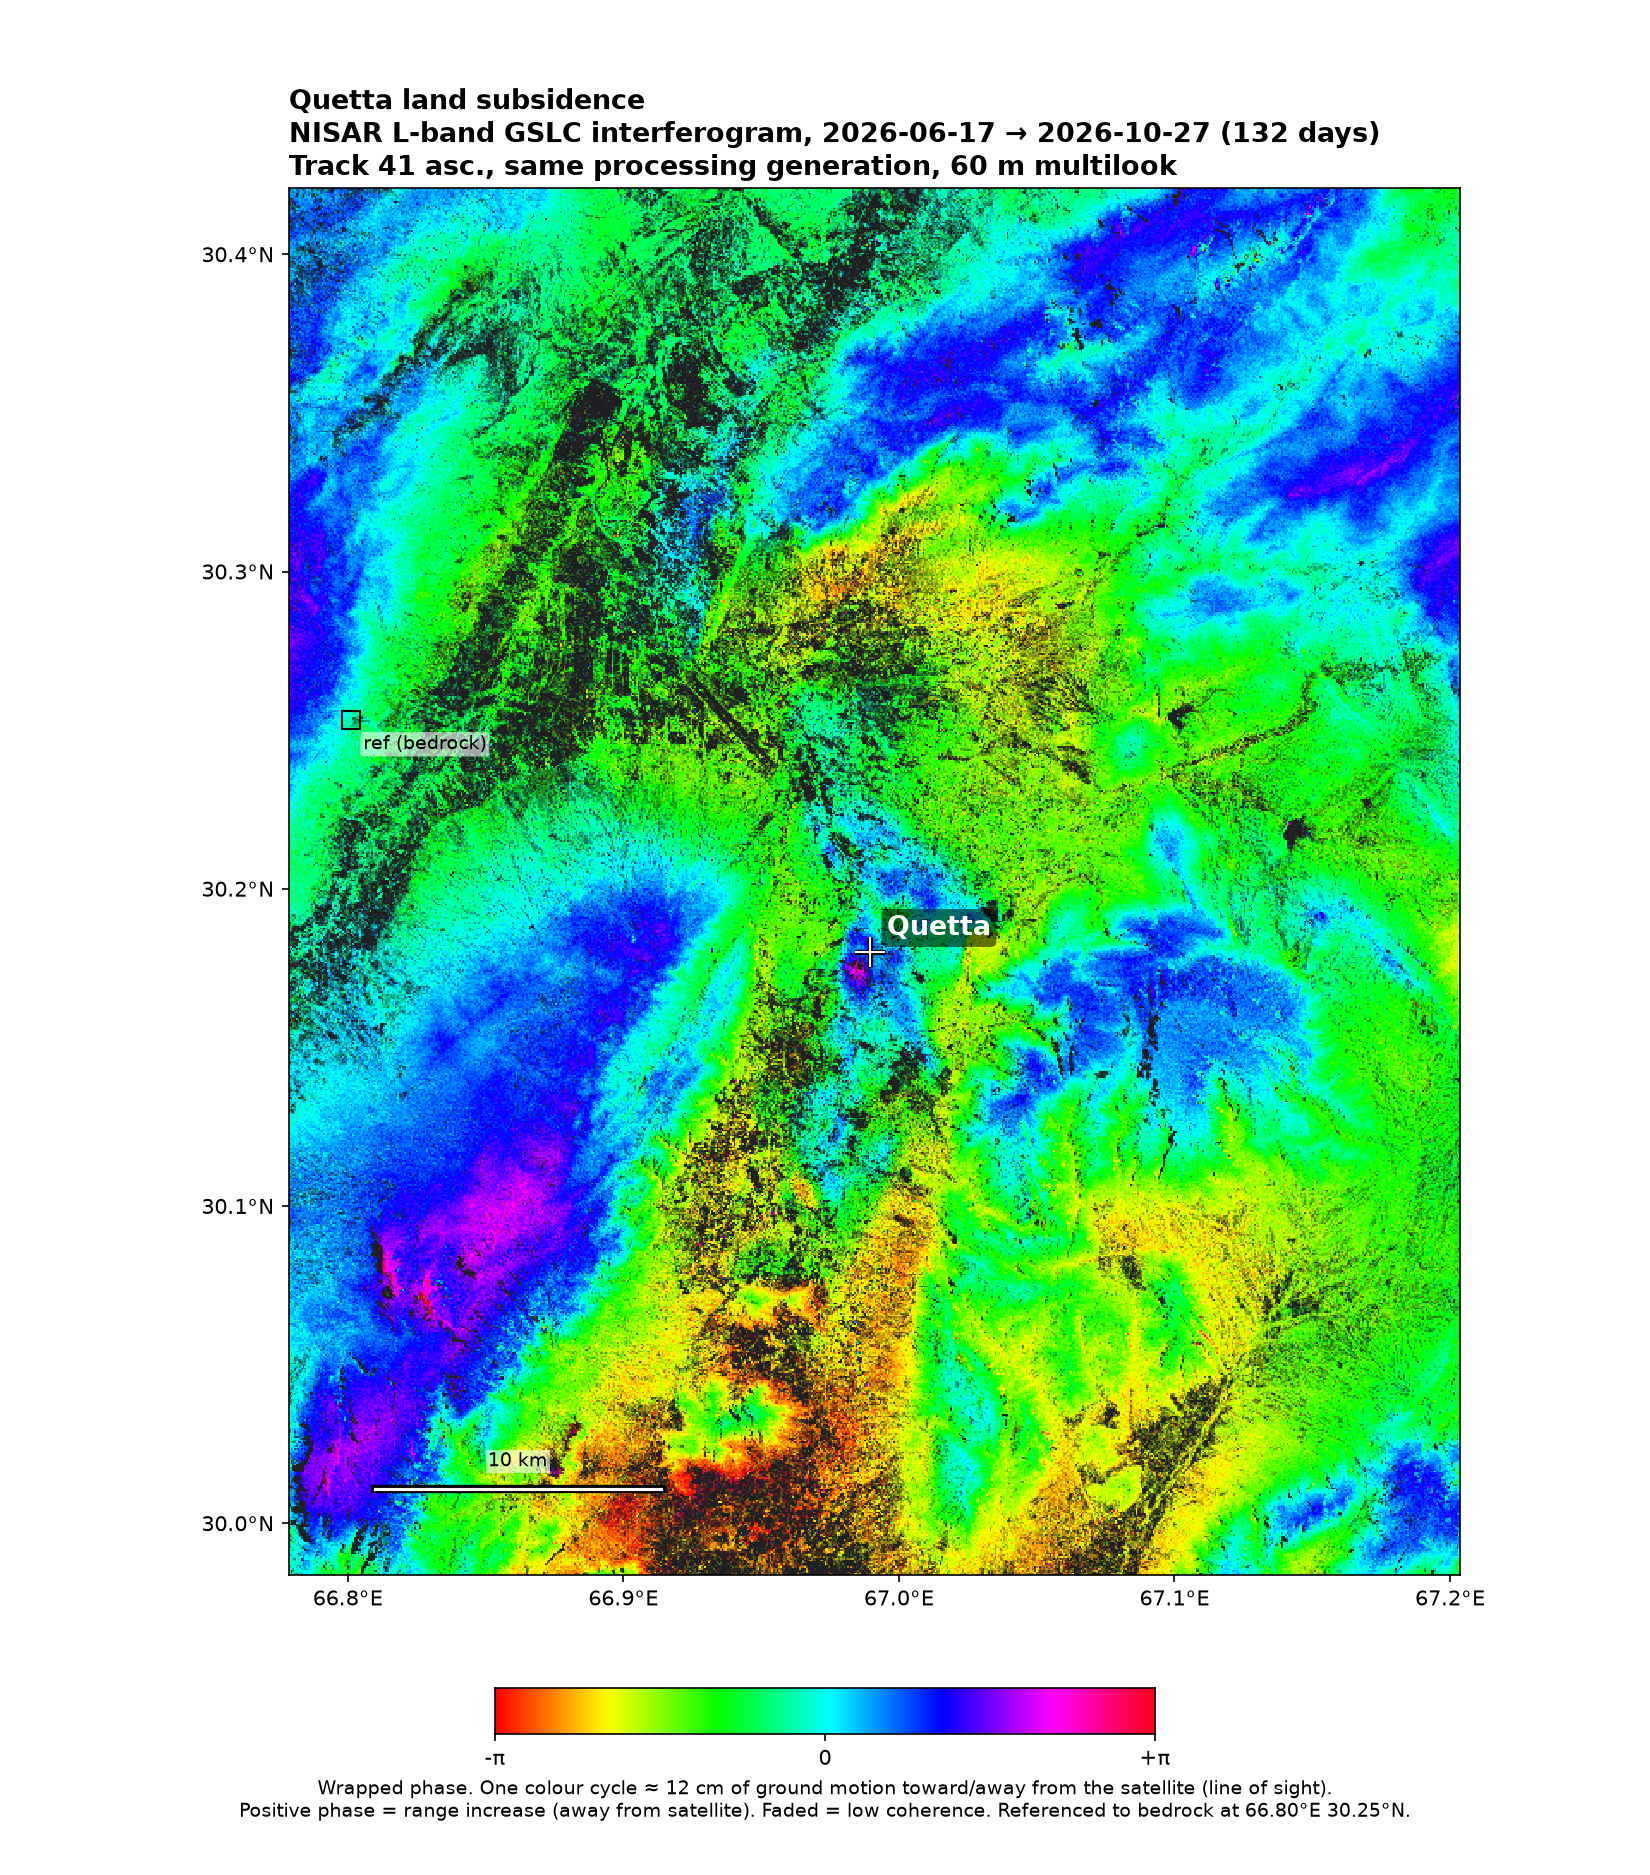 Quetta land subsidence
NISAR L-band GSLC interferogram, 2026-06-17 → 2026-10-27 (132 days)
Track 41 asc., same processing generation, 60 m multilook
30.4°N
30.3°N
ref (bedrock)
30.2°N
Quetta
30.1°N
10 km
30.0°N
66.8°E
66.9°E
67.0°E
67.1°E
67.2°E
-π
0
+π
Wrapped phase. One colour cycle ≈ 12 cm of ground motion toward/away from the satellite (line of sight).
Positive phase = range increase (away from satellite). Faded = low coherence. Referenced to bedrock at 66.80°E 30.25°N.